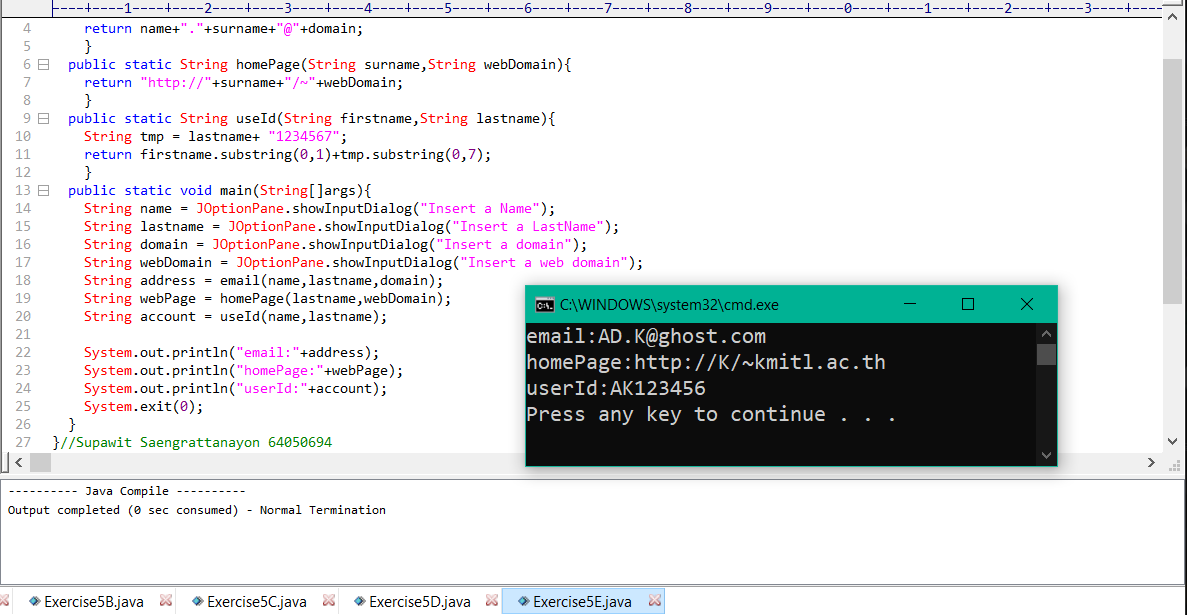 ----+----1----+----2----+----3----+----4----+----5----+----6----+----7----+----8----+----9----+----0----+----1----+----2----+----3----+----
4 return name+"."+surname+"@"+domain;
5 }
6 public static String homePage(String surname,String webDomain){
7 return "http://"+surname+"/~"+webDomain;
8 }
9 public static String useId(String firstname,String lastname){
10 String tmp = lastname+ "1234567";
11 return firstname.substring(0,1)+tmp.substring(0,7);
12 }
13 public static void main(String[]args){
14 String name = JOptionPane.showInputDialog("Insert a Name");
15 String lastname = JOptionPane.showInputDialog("Insert a LastName");
16 String domain = JOptionPane.showInputDialog("Insert a domain");
17 String webDomain = JOptionPane.showInputDialog("Insert a web domain");
18 String address = email(name,lastname,domain);
19 String webPage = homePage(lastname,webDomain);
20 String account = useId(name,lastname);
21
22 System.out.println("email:"+address);
23 System.out.println("homePage:"+webPage);
24 System.out.println("userId:"+account);
25 System.exit(0);
26 }
27 }//Supawit Saengrattanayon 64050694
C:\WINDOWS\system32\cmd.exe
email:AD.K@ghost.com
homePage:http://K/~kmitl.ac.th
userId:AK123456
Press any key to continue . . .
---------- Java Compile ----------
Output completed (0 sec consumed) - Normal Termination
Exercise5B.java Exercise5C.java Exercise5D.java Exercise5E.java